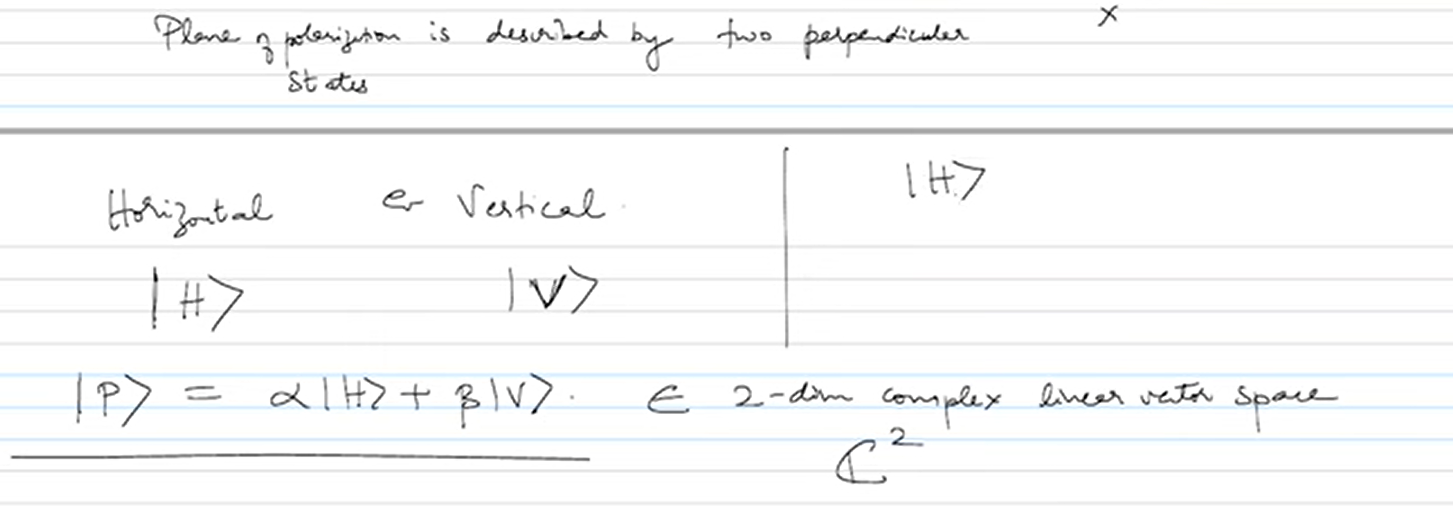 Plane of polarization is described by two perpendicular x
States
Horizontal or Vertical |H⟩
|H⟩ |V⟩
|P⟩ = α|H⟩ + β|V⟩. ∈ 2-dim complex linear vector space
ℂ²